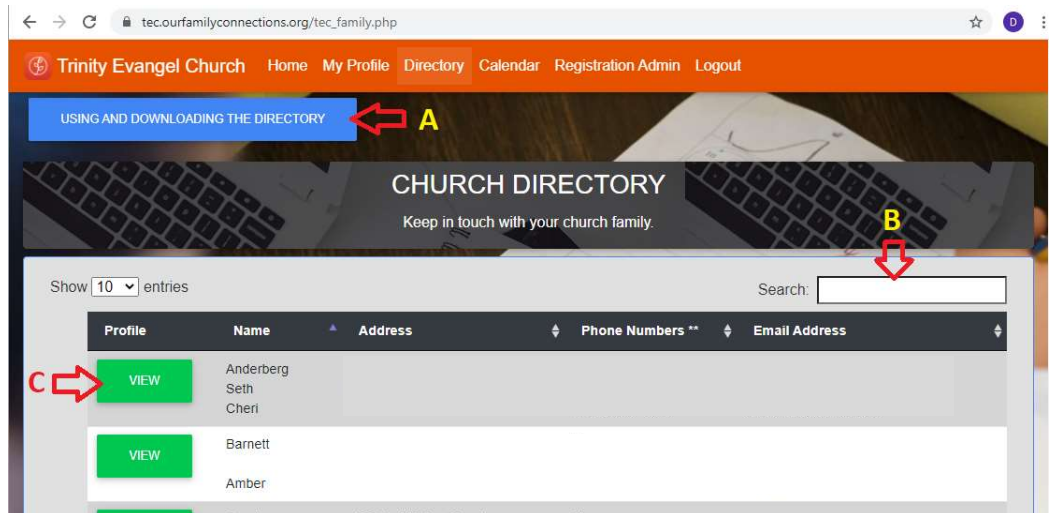 tec.ourfamilyconnections.org/tec_family.php D
Trinity Evangel Church Home My Profile Directory Calendar Registration Admin Logout
USING AND DOWNLOADING THE DIRECTORY A
CHURCH DIRECTORY
Keep in touch with your church family.
B
Show 10 entries Search:
Profile Name Address Phone Numbers ** Email Address
C VIEW Anderberg
Seth
Cheri
VIEW Barnett
Amber